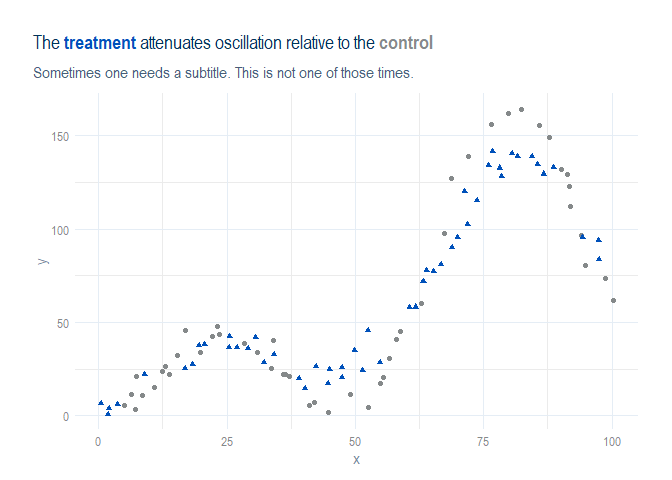 The treatment attenuates oscillation relative to the control
Sometimes one needs a subtitle. This is not one of those times.
150
100
50
0
y
0 25 50 75 100
x